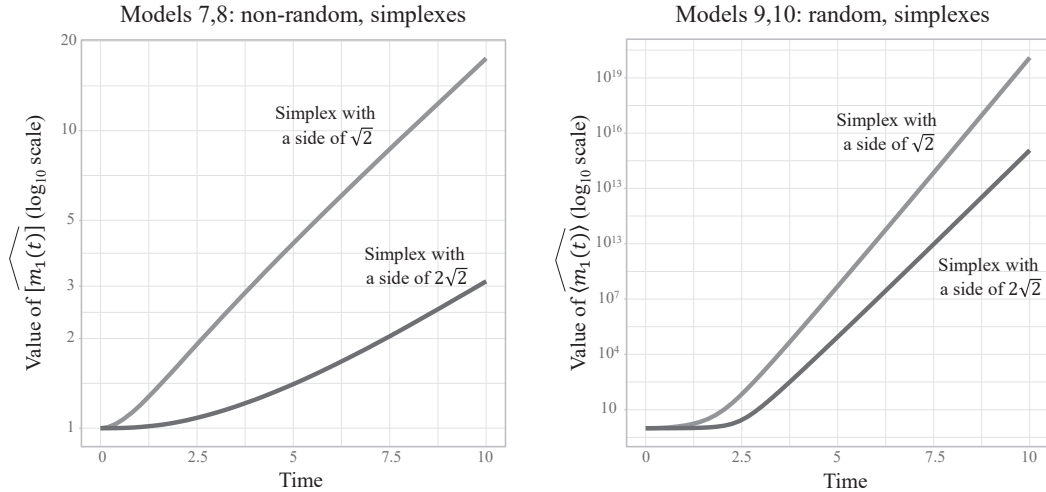 Models 7,8: non-random, simplexes
20
10
5
3
2
1
Value of [m₁(t)] (log₁₀ scale)
Simplex with
a side of √2
Simplex with
a side of 2√2
0
2.5
5
7.5
10
Time
Models 9,10: random, simplexes
10¹⁹
10¹⁶
10¹³
10¹³
10⁷
10⁴
10
Value of ⟨m₁(t)⟩ (log₁₀ scale)
Simplex with
a side of √2
Simplex with
a side of 2√2
0
2.5
5
7.5
10
Time